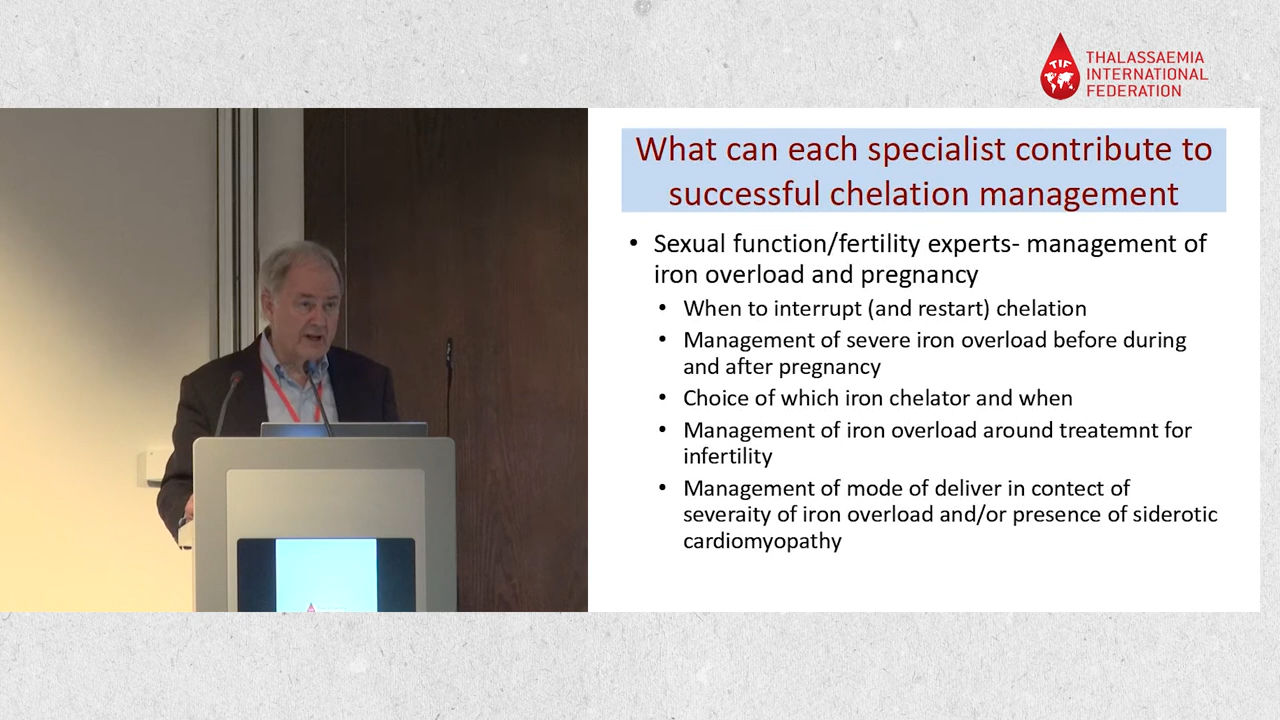 TIF
THALASSAEMIA
INTERNATIONAL
FEDERATION
What can each specialist contribute to
successful chelation management
• Sexual function/fertility experts- management of
iron overload and pregnancy
• When to interrupt (and restart) chelation
• Management of severe iron overload before during
and after pregnancy
• Choice of which iron chelator and when
• Management of iron overload around treatemnt for
infertility
• Management of mode of deliver in contect of
severaity of iron overload and/or presence of siderotic
cardiomyopathy